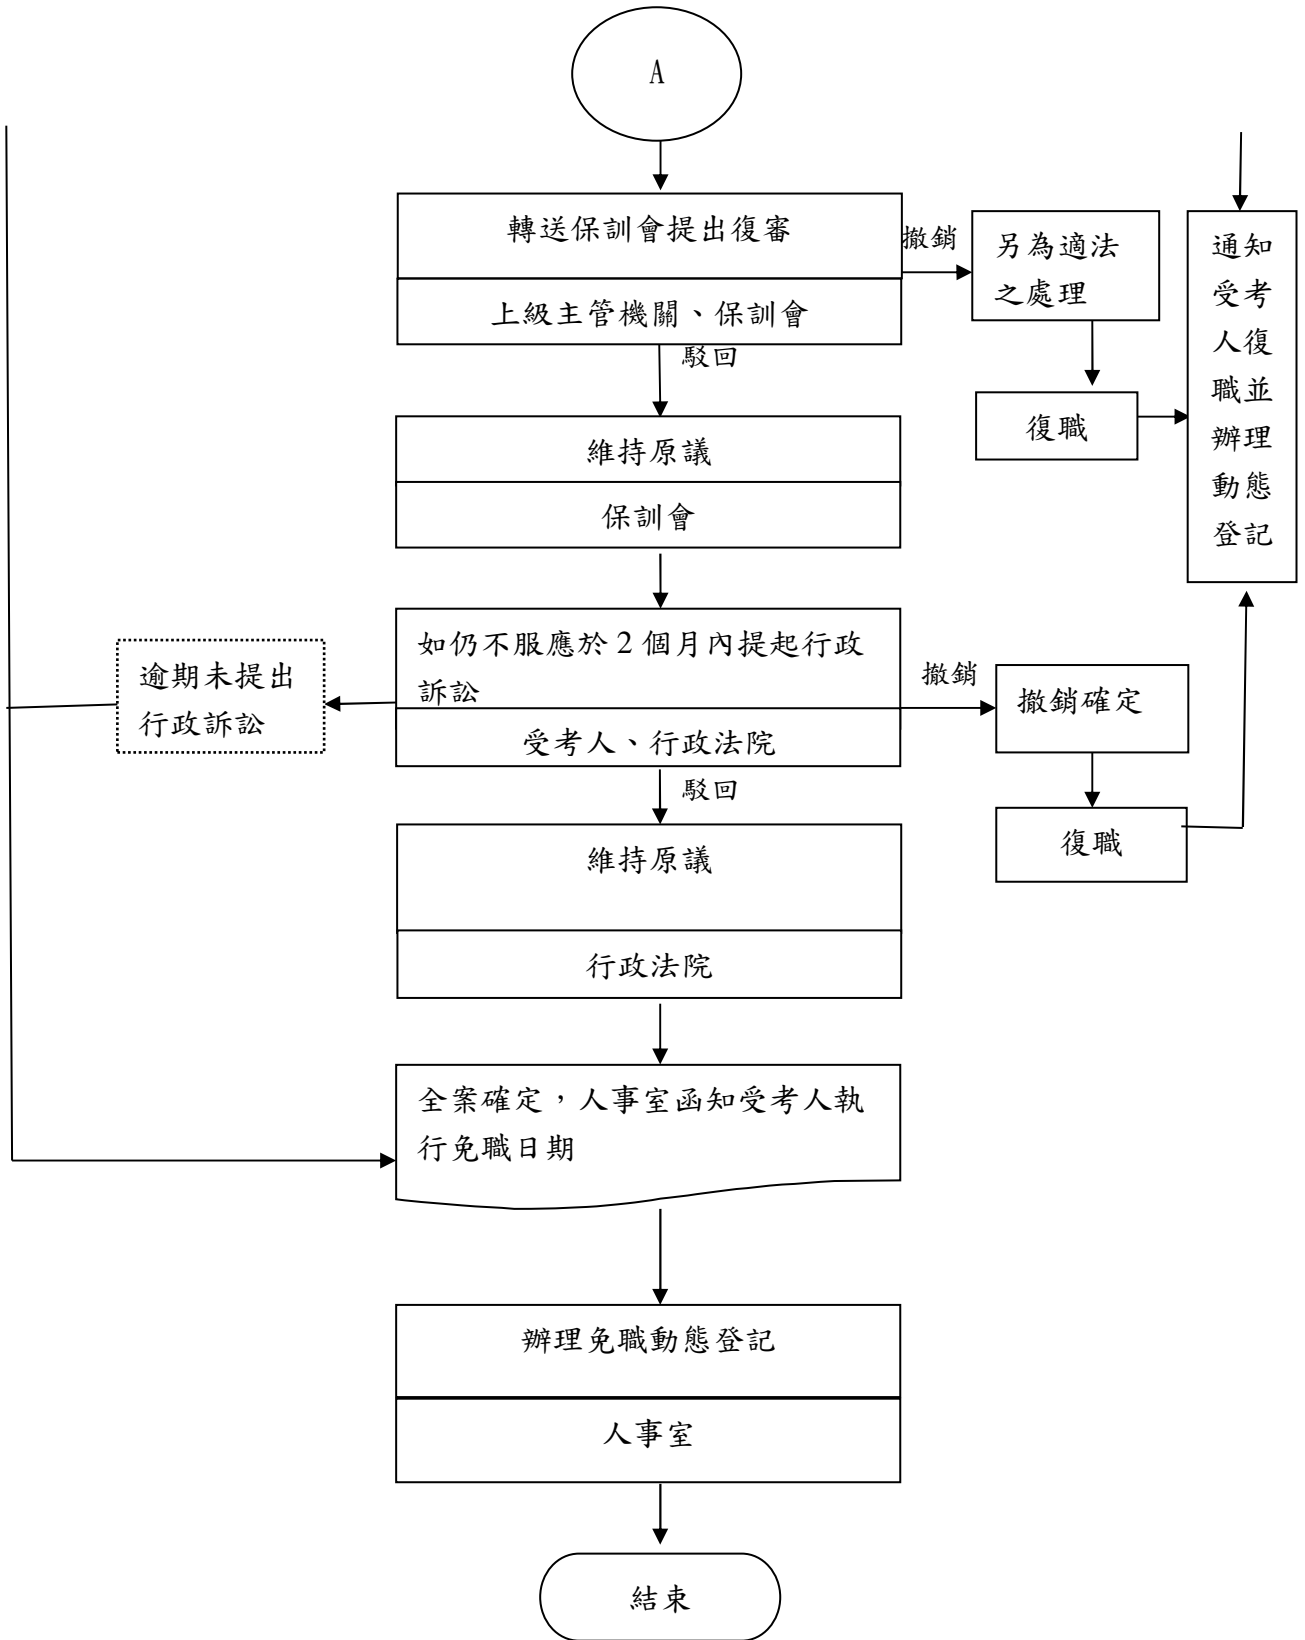 A
轉送保訓會提出復審
上級主管機關、保訓會
撤銷
另為適法
之處理
通知
受考
人復
職並
辦理
動態
登記
駁回
復職
維持原議
保訓會
如仍不服應於2個月內提起行政
訴訟
受考人、行政法院
逾期未提出
行政訴訟
撤銷
撤銷確定
駁回
復職
維持原議
行政法院
全案確定，人事室函知受考人執
行免職日期
辦理免職動態登記
人事室
結束